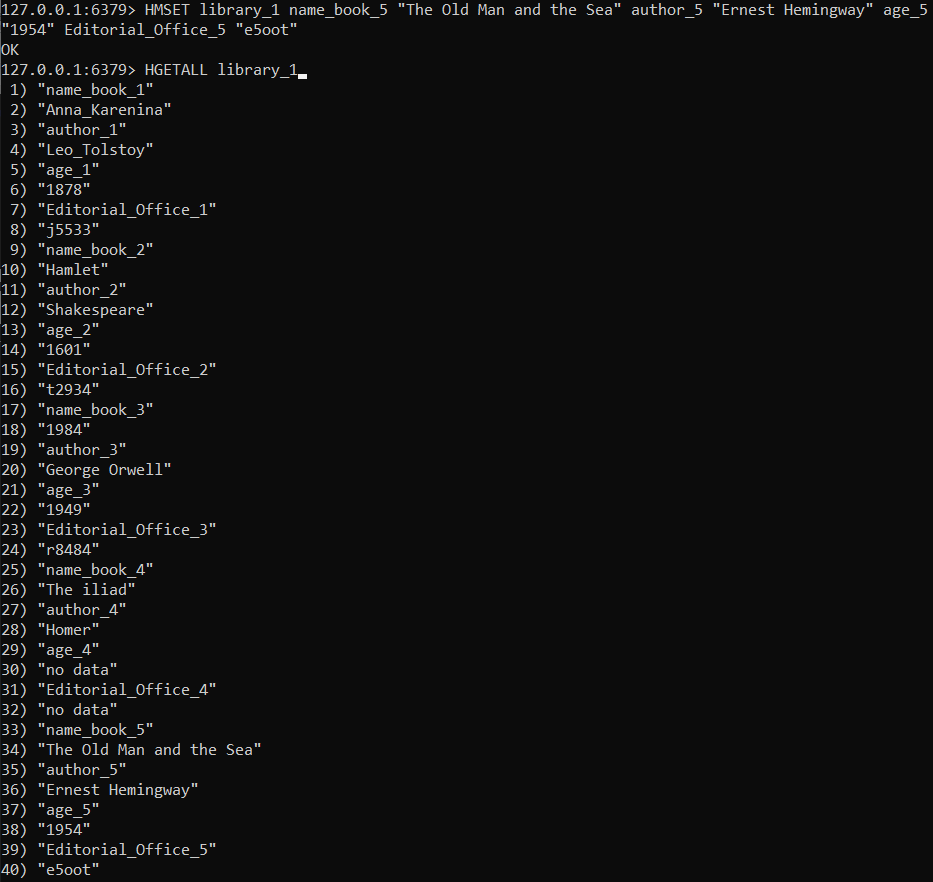 127.0.0.1:6379> HMSET library_1 name_book_5 "The Old Man and the Sea" author_5 "Ernest Hemingway" age_5
"1954" Editorial_Office_5 "e5oot"
OK
127.0.0.1:6379> HGETALL library_1
1) "name_book_1"
2) "Anna_Karenina"
3) "author_1"
4) "Leo_Tolstoy"
5) "age_1"
6) "1878"
7) "Editorial_Office_1"
8) "j5533"
9) "name_book_2"
10) "Hamlet"
11) "author_2"
12) "Shakespeare"
13) "age_2"
14) "1601"
15) "Editorial_Office_2"
16) "t2934"
17) "name_book_3"
18) "1984"
19) "author_3"
20) "George Orwell"
21) "age_3"
22) "1949"
23) "Editorial_Office_3"
24) "r8484"
25) "name_book_4"
26) "The iliad"
27) "author_4"
28) "Homer"
29) "age_4"
30) "no data"
31) "Editorial_Office_4"
32) "no data"
33) "name_book_5"
34) "The Old Man and the Sea"
35) "author_5"
36) "Ernest Hemingway"
37) "age_5"
38) "1954"
39) "Editorial_Office_5"
40) "e5oot"